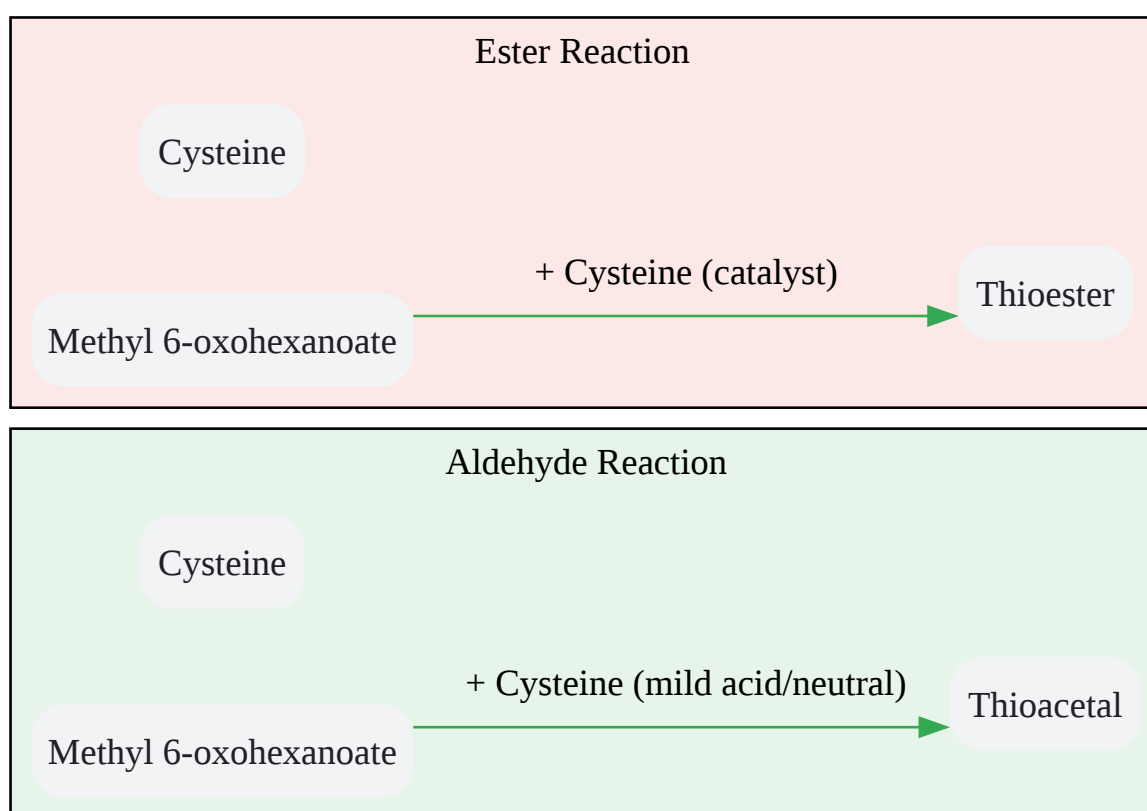 Ester Reaction
Cysteine
+ Cysteine (catalyst)
Thioester
Methyl 6-oxohexanoate
Aldehyde Reaction
Cysteine
+ Cysteine (mild acid/neutral)
Thioacetal
Methyl 6-oxohexanoate